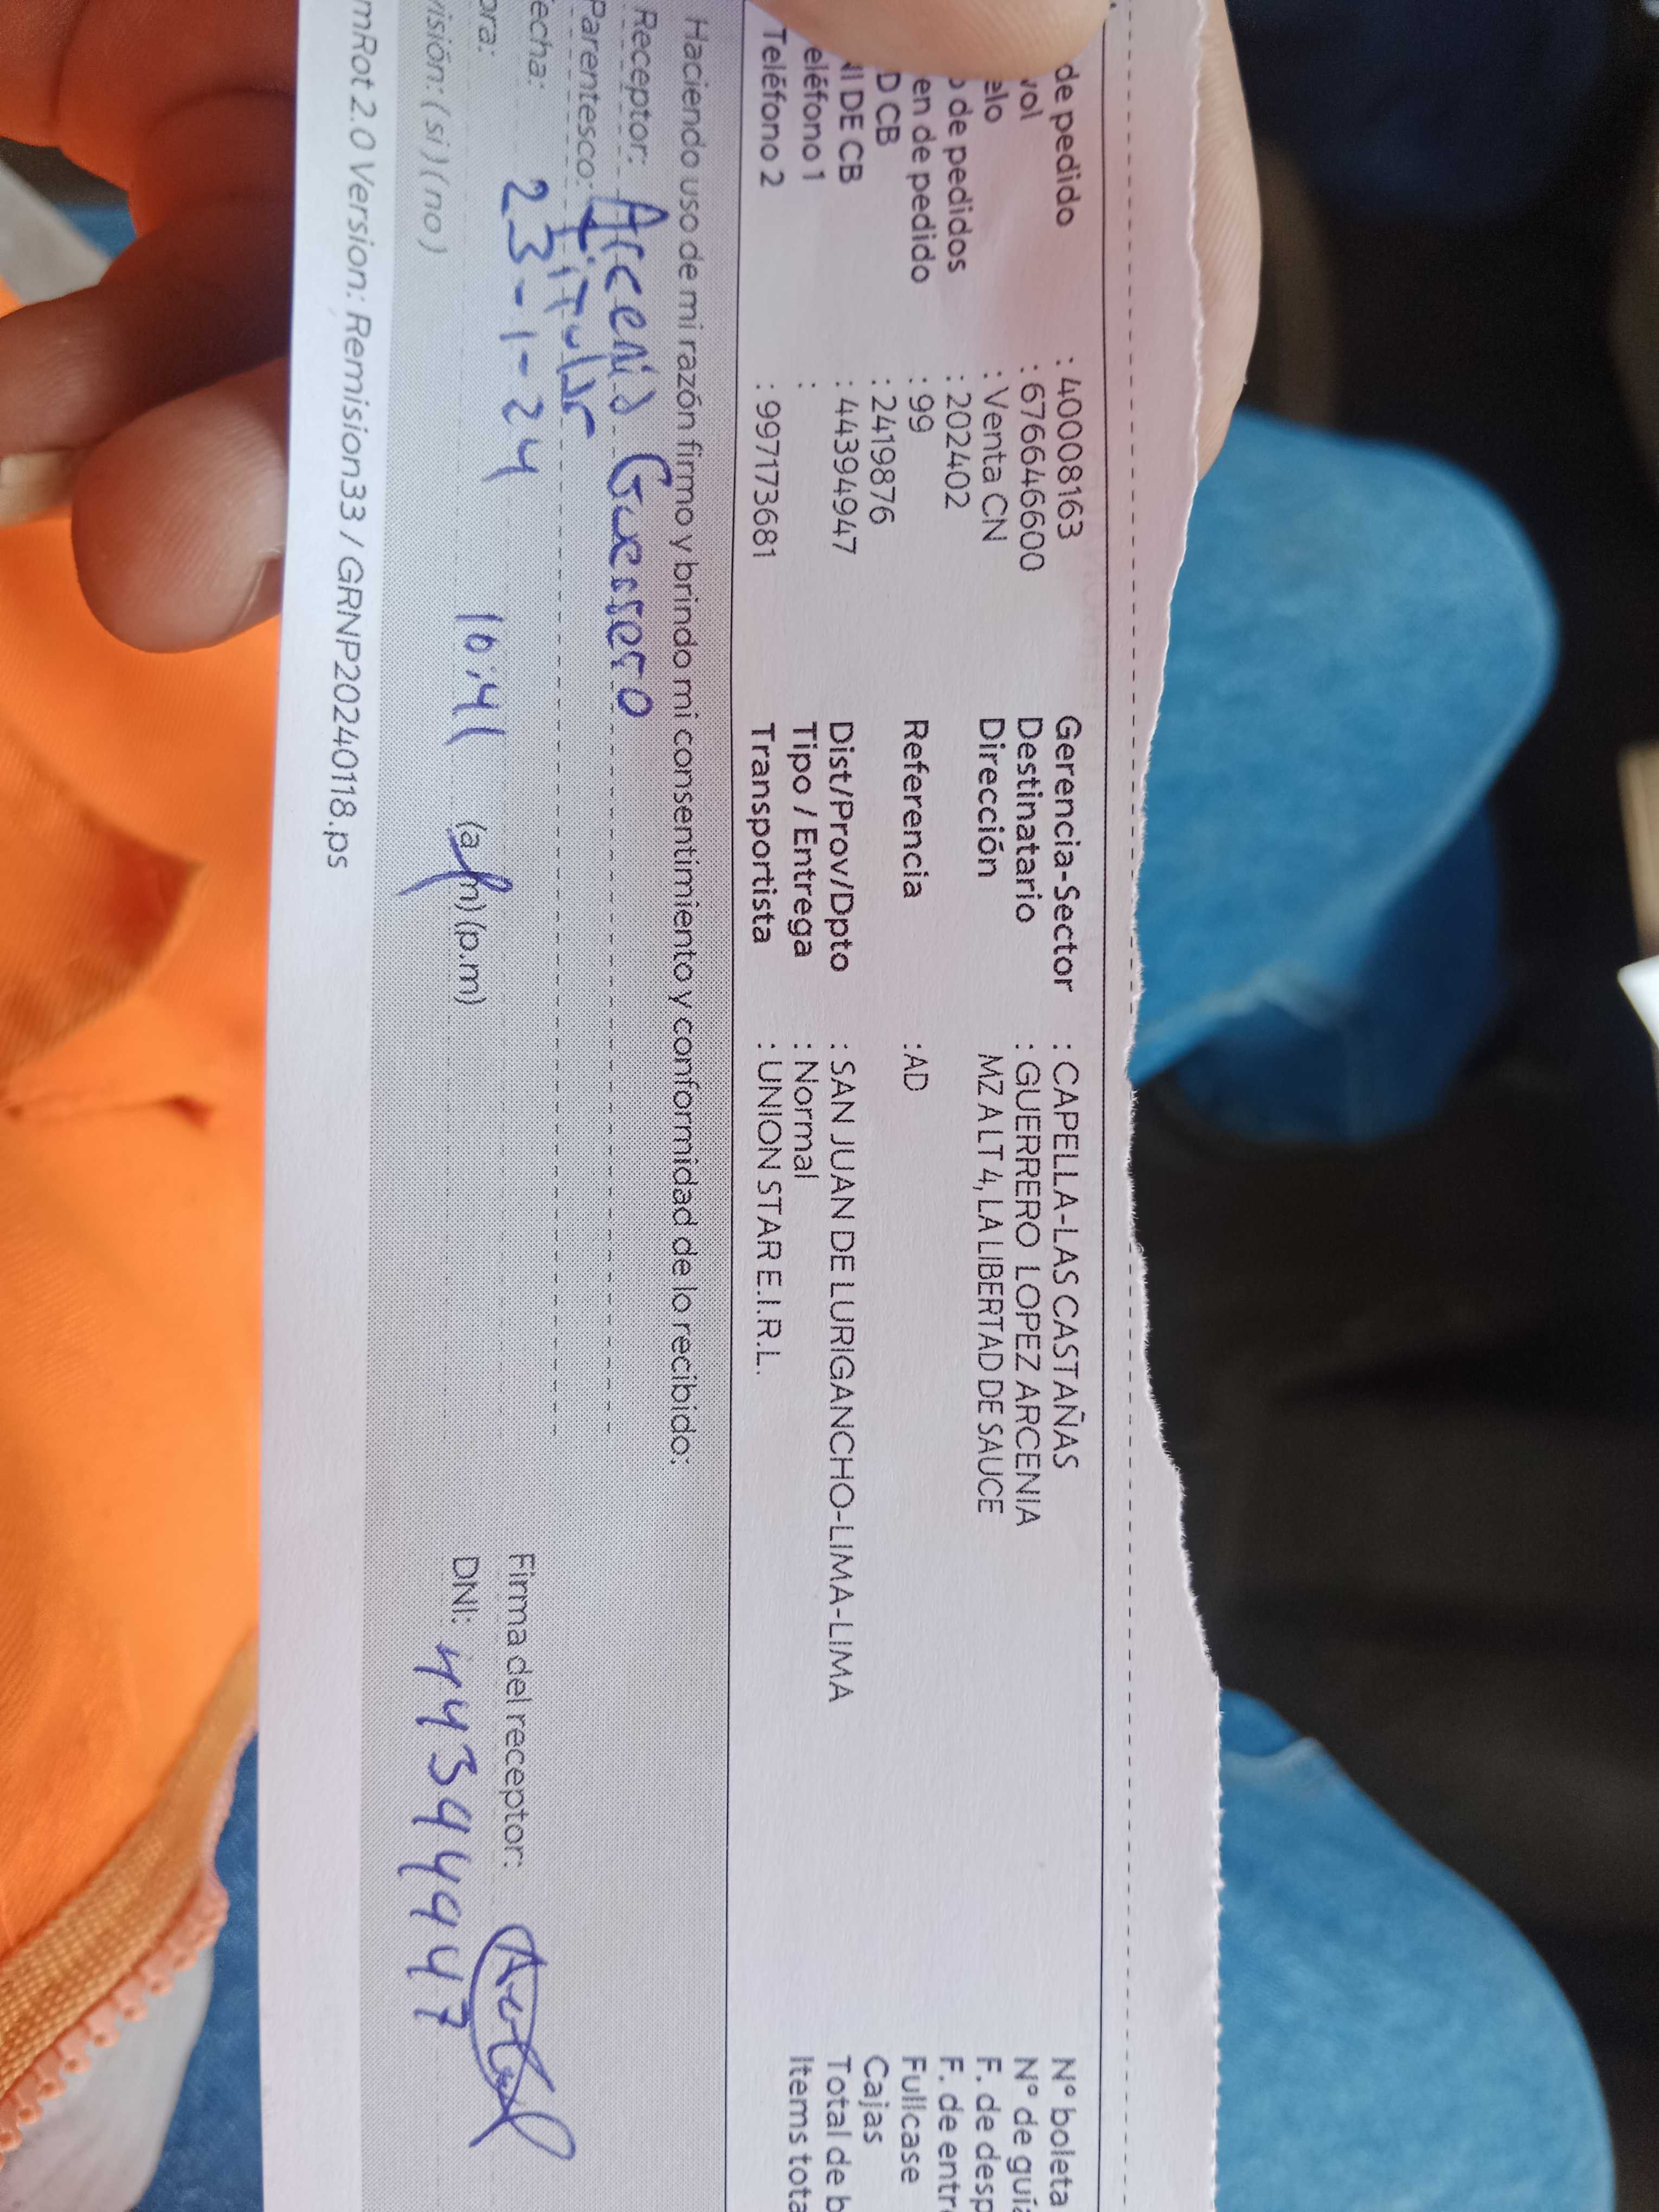 de pedido : 40008163 Gerencia-Sector : CAPELLA-LAS CASTAÑAS Nº boleta
vol : 6766646600 Destinatario : GUERRERO LOPEZ ARCENIA Nº de guía
elo : Venta CN Dirección MZ A LT 4, LA LIBERTAD DE SAUCE F. de desp
o de pedidos : 202402 F. de entr
en de pedido : 99 Referencia : AD Fullcase
D CB : 2419876 Cajas
NI DE CB : 44394947 Dist/Prov/Dpto : SAN JUAN DE LURIGANCHO-LIMA-LIMA Total de b
eléfono 1 : Tipo / Entrega : Normal Items tota
Teléfono 2 : 997173681 Transportista : UNION STAR E.I.R.L.
Haciendo uso de mi razón firmo y brindo mi consentimiento y conformidad de lo recibido:
Receptor: Arcenia Guerrero
Parentesco: Titular
echa: 23-1-24 Firma del receptor:
ora: 10:41 (a.m) (p.m) DNI: 44394947
visión: ( si ) ( no )
mRot 2.0 Version: Remision33 / GRNP20240118.ps